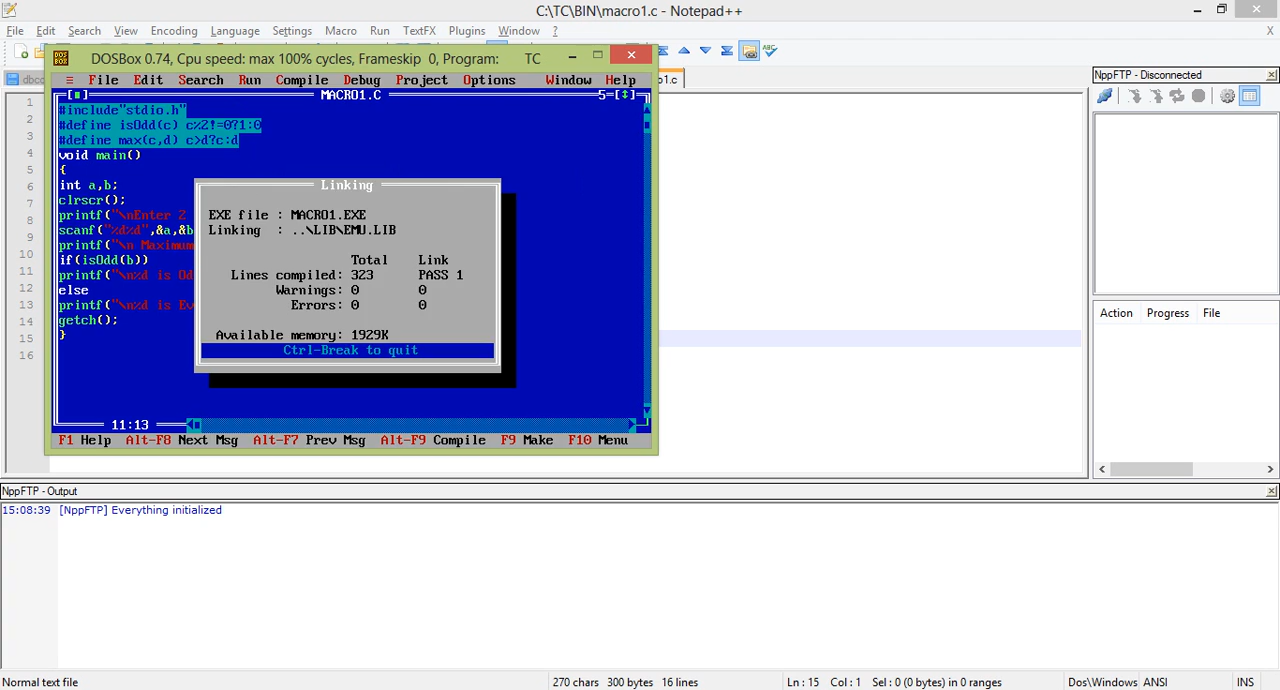 C:\TC\BIN\macro1.c - Notepad++
File Edit Search View Encoding Language Settings Macro Run TextFX Plugins Window ? X
DOSBox 0.74, Cpu speed: max 100% cycles, Frameskip 0, Program: TC
≡ File Edit Search Run Compile Debug Project Options Window Help
MACRO1.C 5=[↕]
#include"stdio.h"
#define isOdd(c) c%2!=0?1:0
#define max(c,d) c>d?c:d
void main()
{
int a,b;
clrscr();
printf("\nEnter 2
scanf("%d%d",&a,&b
printf("\n Maximum
if(isOdd(b))
printf("\n%d is Od
else
printf("\n%d is Ev
getch();
}
Linking
EXE file : MACRO1.EXE
Linking : ..\LIB\EMU.LIB
Total Link
Lines compiled: 323 PASS 1
Warnings: 0 0
Errors: 0 0
Available memory: 1929K
Ctrl-Break to quit
11:13
F1 Help Alt-F8 Next Msg Alt-F7 Prev Msg Alt-F9 Compile F9 Make F10 Menu
1
2
3
4
5
6
7
8
9
10
11
12
13
14
15
16
o1.c
NppFTP - Disconnected
Action Progress File
NppFTP - Output
15:08:39 [NppFTP] Everything initialized
Normal text file 270 chars 300 bytes 16 lines Ln : 15 Col : 1 Sel : 0 (0 bytes) in 0 ranges Dos\Windows ANSI INS